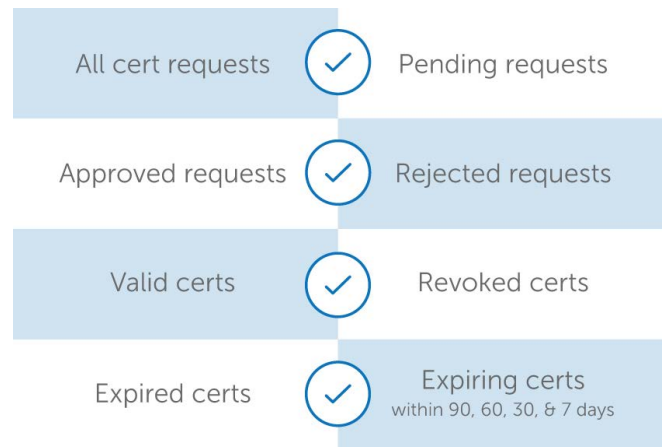 All cert requests
Pending requests
Approved requests
Rejected requests
Valid certs
Revoked certs
Expired certs
Expiring certs
within 90, 60, 30, & 7 days